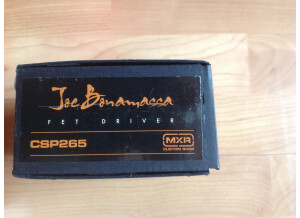 Joe Bonamassa
FET DRIVER
CSP265
MXR
CUSTOM SHOP